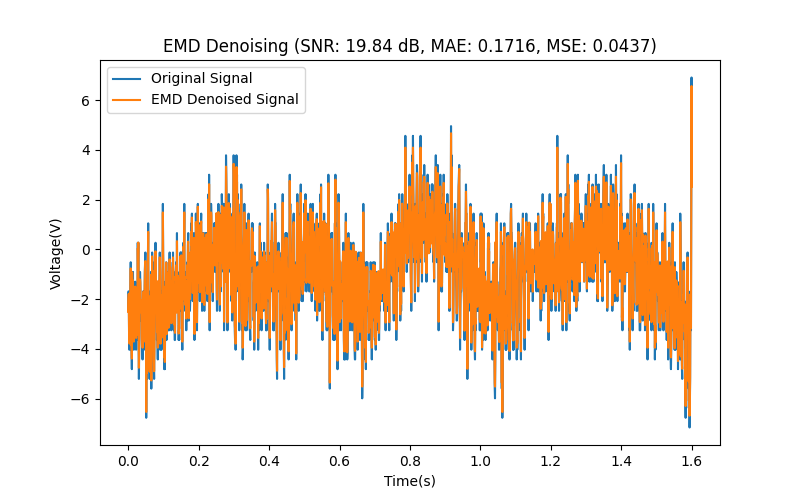 EMD Denoising (SNR: 19.84 dB, MAE: 0.1716, MSE: 0.0437)
Original Signal
EMD Denoised Signal
6
4
2
0
−2
−4
−6
Voltage(V)
0.0 0.2 0.4 0.6 0.8 1.0 1.2 1.4 1.6
Time(s)